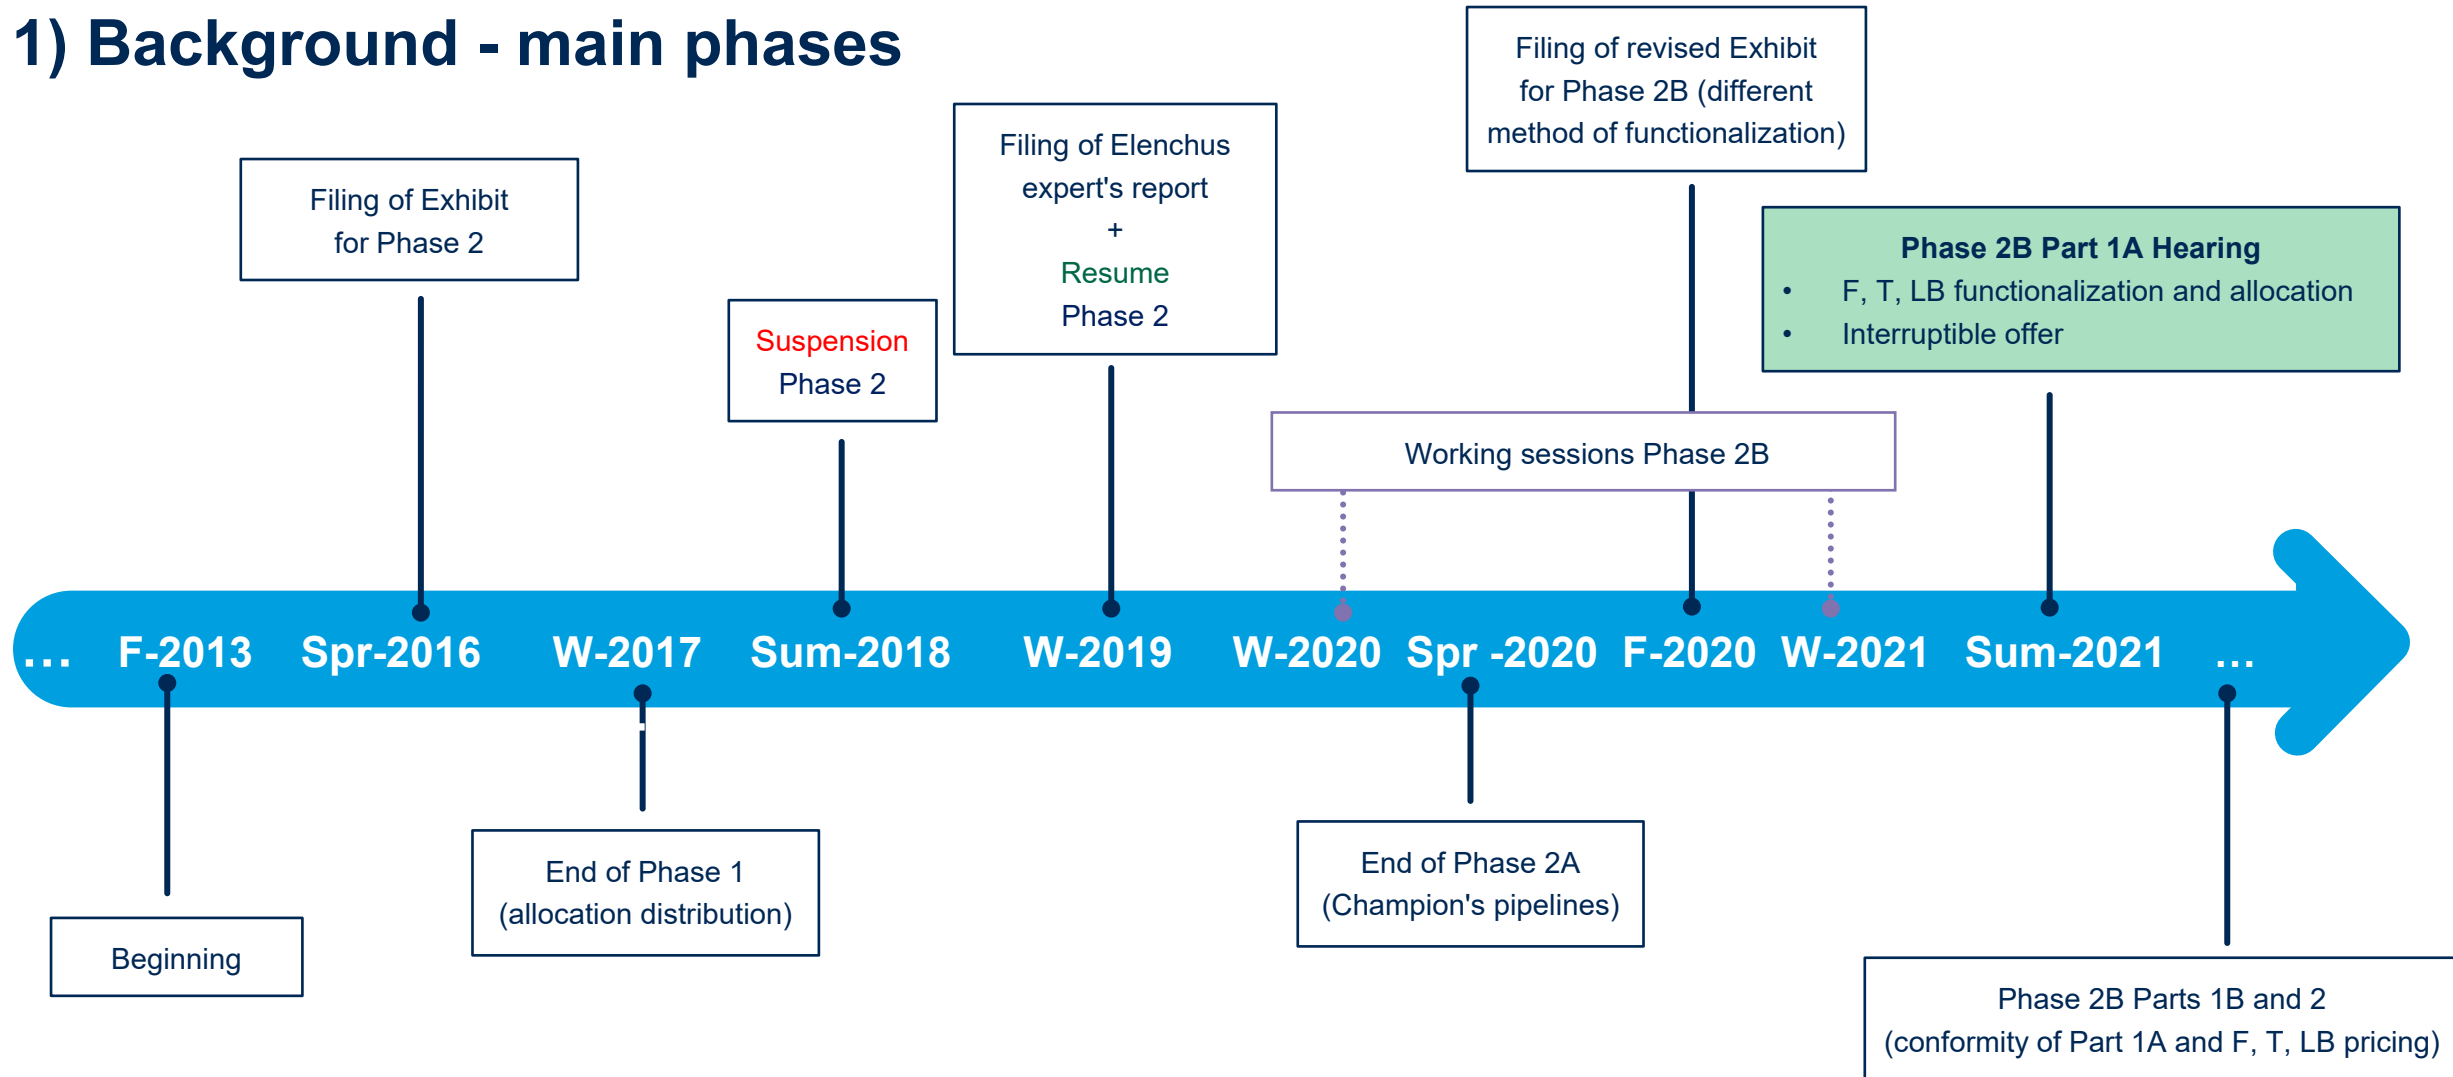 1) Background - main phases
Filing of Exhibit
for Phase 2
Suspension
Phase 2
Filing of Elenchus
expert's report
+
Resume
Phase 2
Filing of revised Exhibit
for Phase 2B (different
method of functionalization)
Phase 2B Part 1A Hearing
• F, T, LB functionalization and allocation
• Interruptible offer
Working sessions Phase 2B
... F-2013 Spr-2016 W-2017 Sum-2018 W-2019 W-2020 Spr -2020 F-2020 W-2021 Sum-2021 ...
Beginning
End of Phase 1
(allocation distribution)
End of Phase 2A
(Champion's pipelines)
Phase 2B Parts 1B and 2
(conformity of Part 1A and F, T, LB pricing)